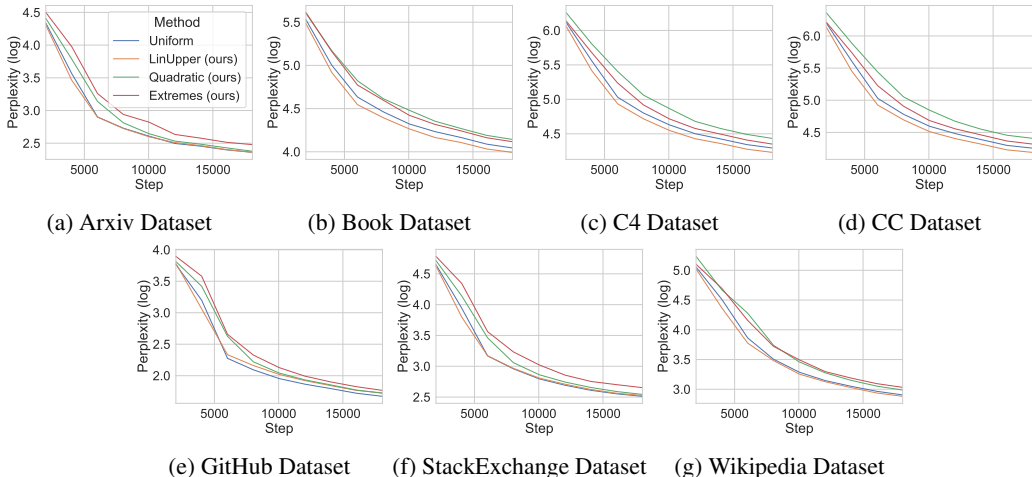 4.5
4.0
3.5
3.0
2.5
Perplexity (log)
Method
Uniform
LinUpper (ours)
Quadratic (ours)
Extremes (ours)
5000 10000 15000
Step
(a) Arxiv Dataset
5.5
5.0
4.5
4.0
Perplexity (log)
5000 10000 15000
Step
(b) Book Dataset
6.0
5.5
5.0
4.5
Perplexity (log)
5000 10000 15000
Step
(c) C4 Dataset
6.0
5.5
5.0
4.5
Perplexity (log)
5000 10000 15000
Step
(d) CC Dataset
4.0
3.5
3.0
2.5
2.0
Perplexity (log)
5000 10000 15000
Step
(e) GitHub Dataset
4.5
4.0
3.5
3.0
2.5
Perplexity (log)
5000 10000 15000
Step
(f) StackExchange Dataset
5.0
4.5
4.0
3.5
3.0
Perplexity (log)
5000 10000 15000
Step
(g) Wikipedia Dataset